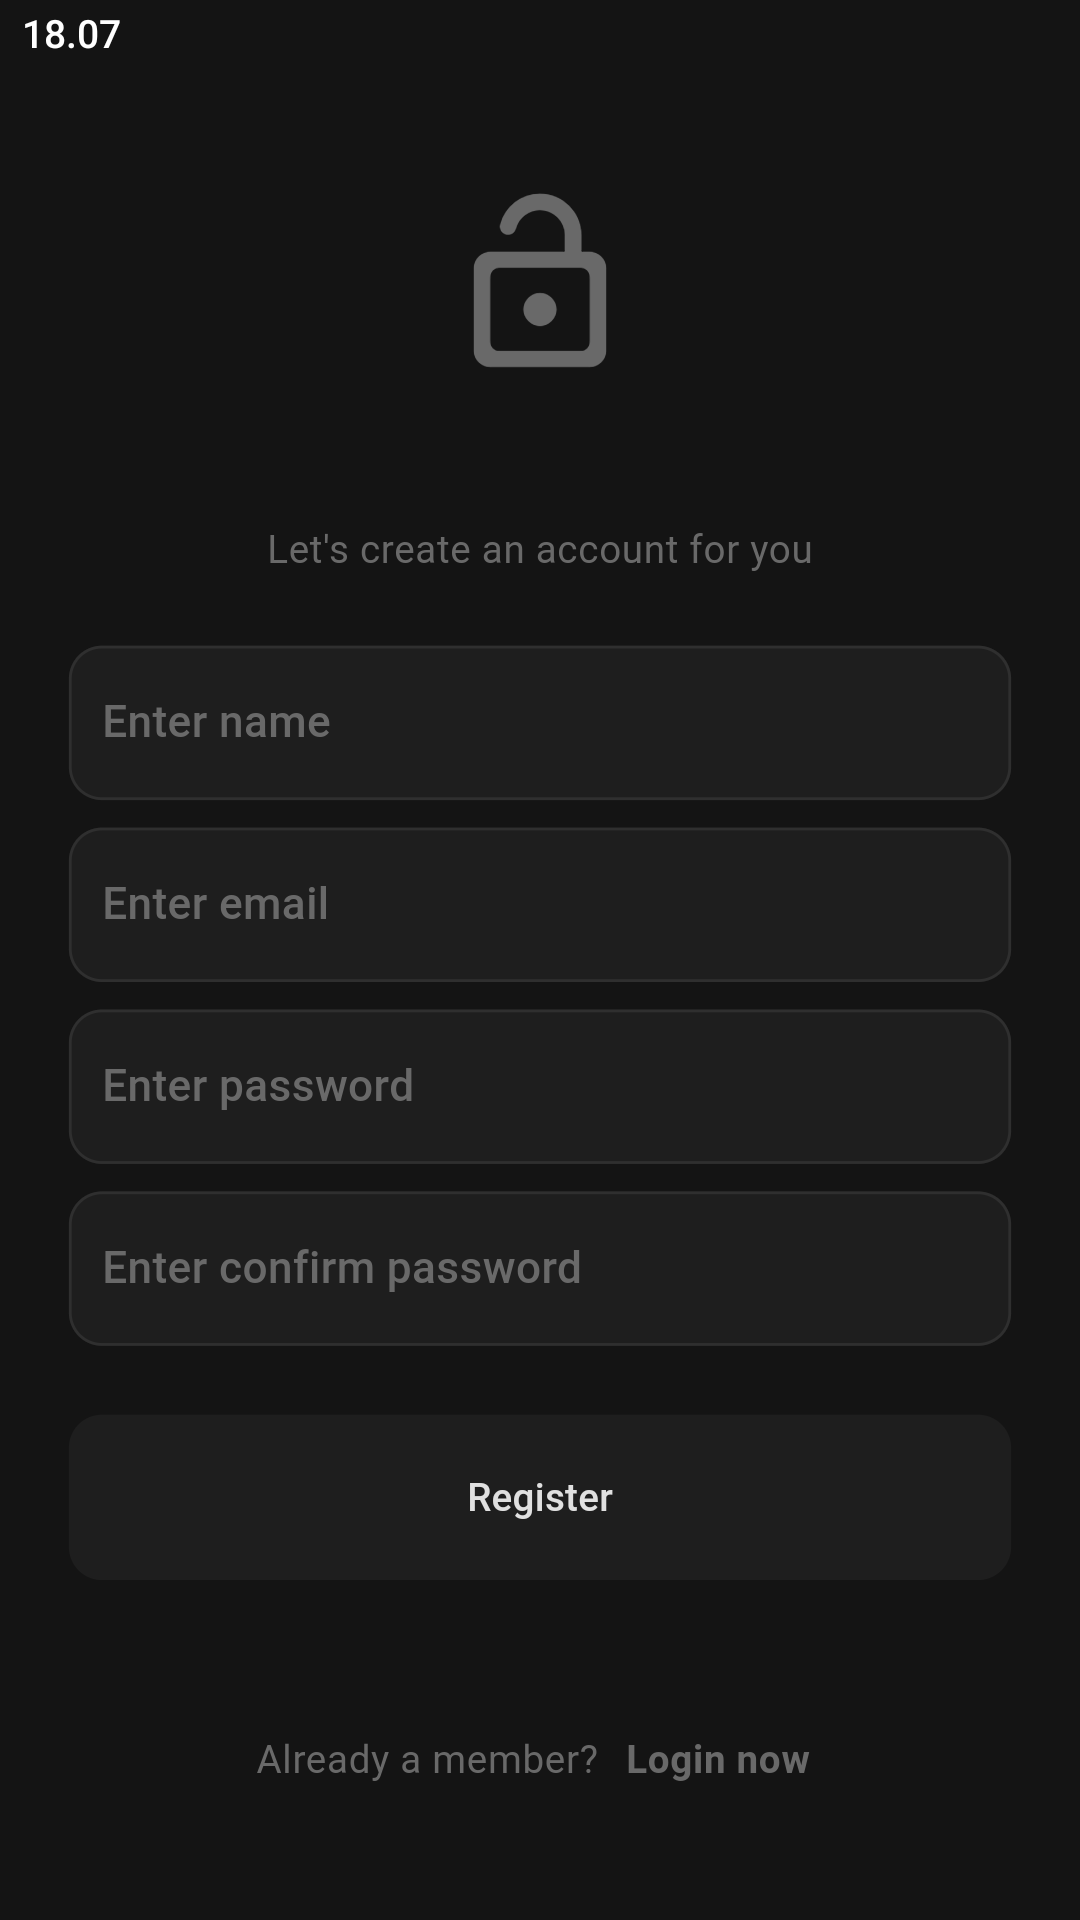 18.07
Let's create an account for you
Enter name
Enter email
Enter password
Enter confirm password
Register
Already a member? Login now